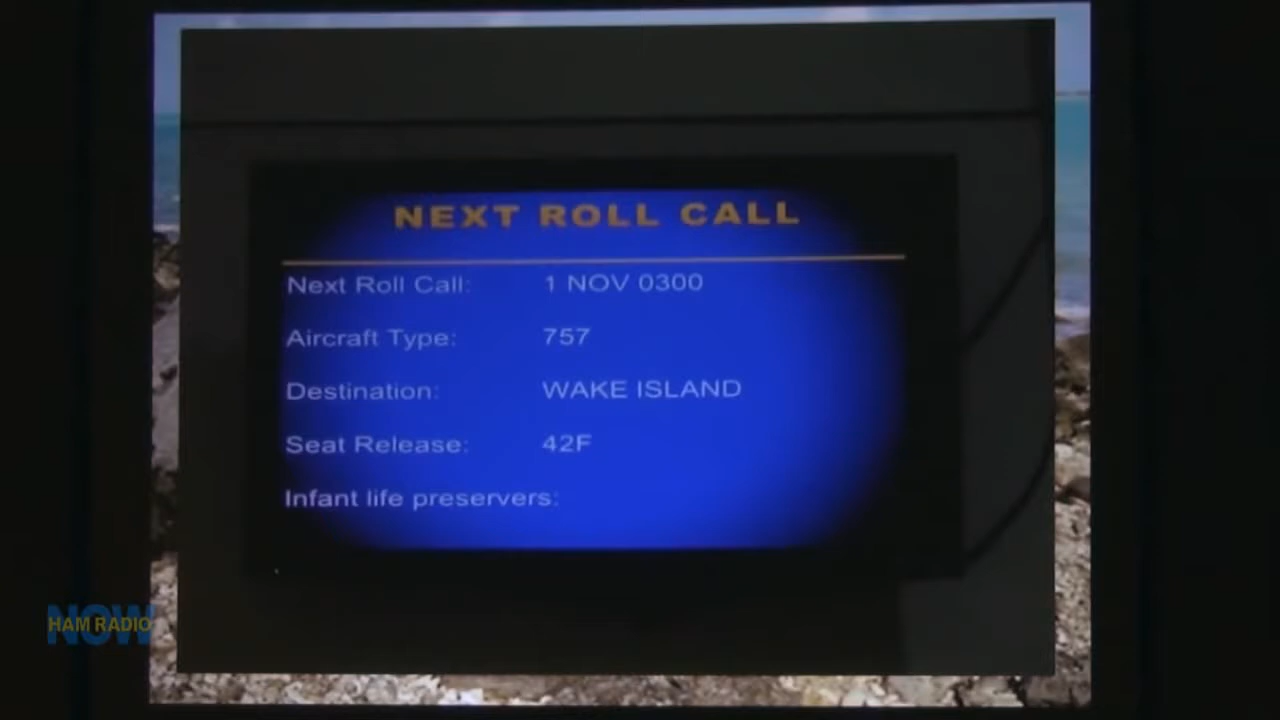 NEXT ROLL CALL
Next Roll Call: 1 NOV 0300
Aircraft Type: 757
Destination: WAKE ISLAND
Seat Release: 42F
Infant life preservers:
NOW
HAM RADIO